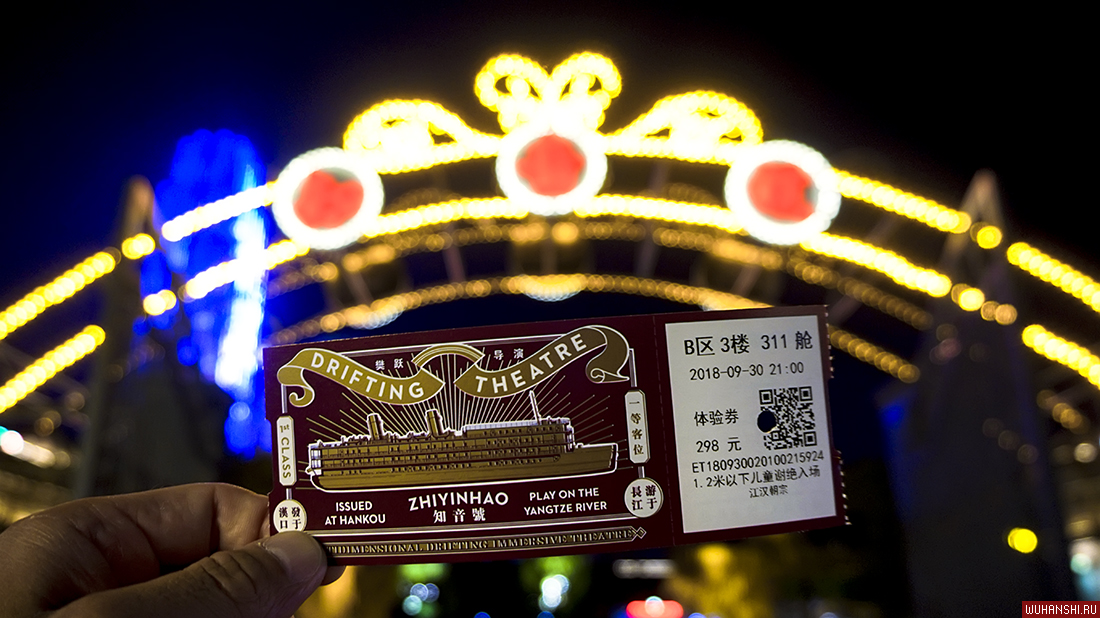 DRIFTING
樊跃 导演
THEATRE
1st CLASS
一等客位
發于
漢口
ISSUED
AT HANKOU
ZHIYINHAO
知音號
PLAY ON THE
YANGTZE RIVER
游于
長江
TIDIMENSIONAL DRIFTING IMMERSIVE THEATRE
B区 3楼 311 舱
2018-09-30 21:00
体验券
298 元
ET180930020100215924
1.2米以下儿童谢绝入场
江汉朝宗
WUHANSHI.RU